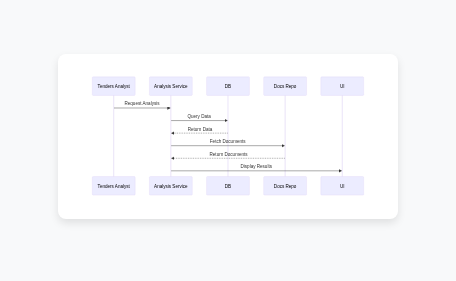 Tenders Analyst Analysis Service DB Docs Repo UI
Request Analysis
Query Data
Return Data
Fetch Documents
Return Documents
Display Results
Tenders Analyst Analysis Service DB Docs Repo UI